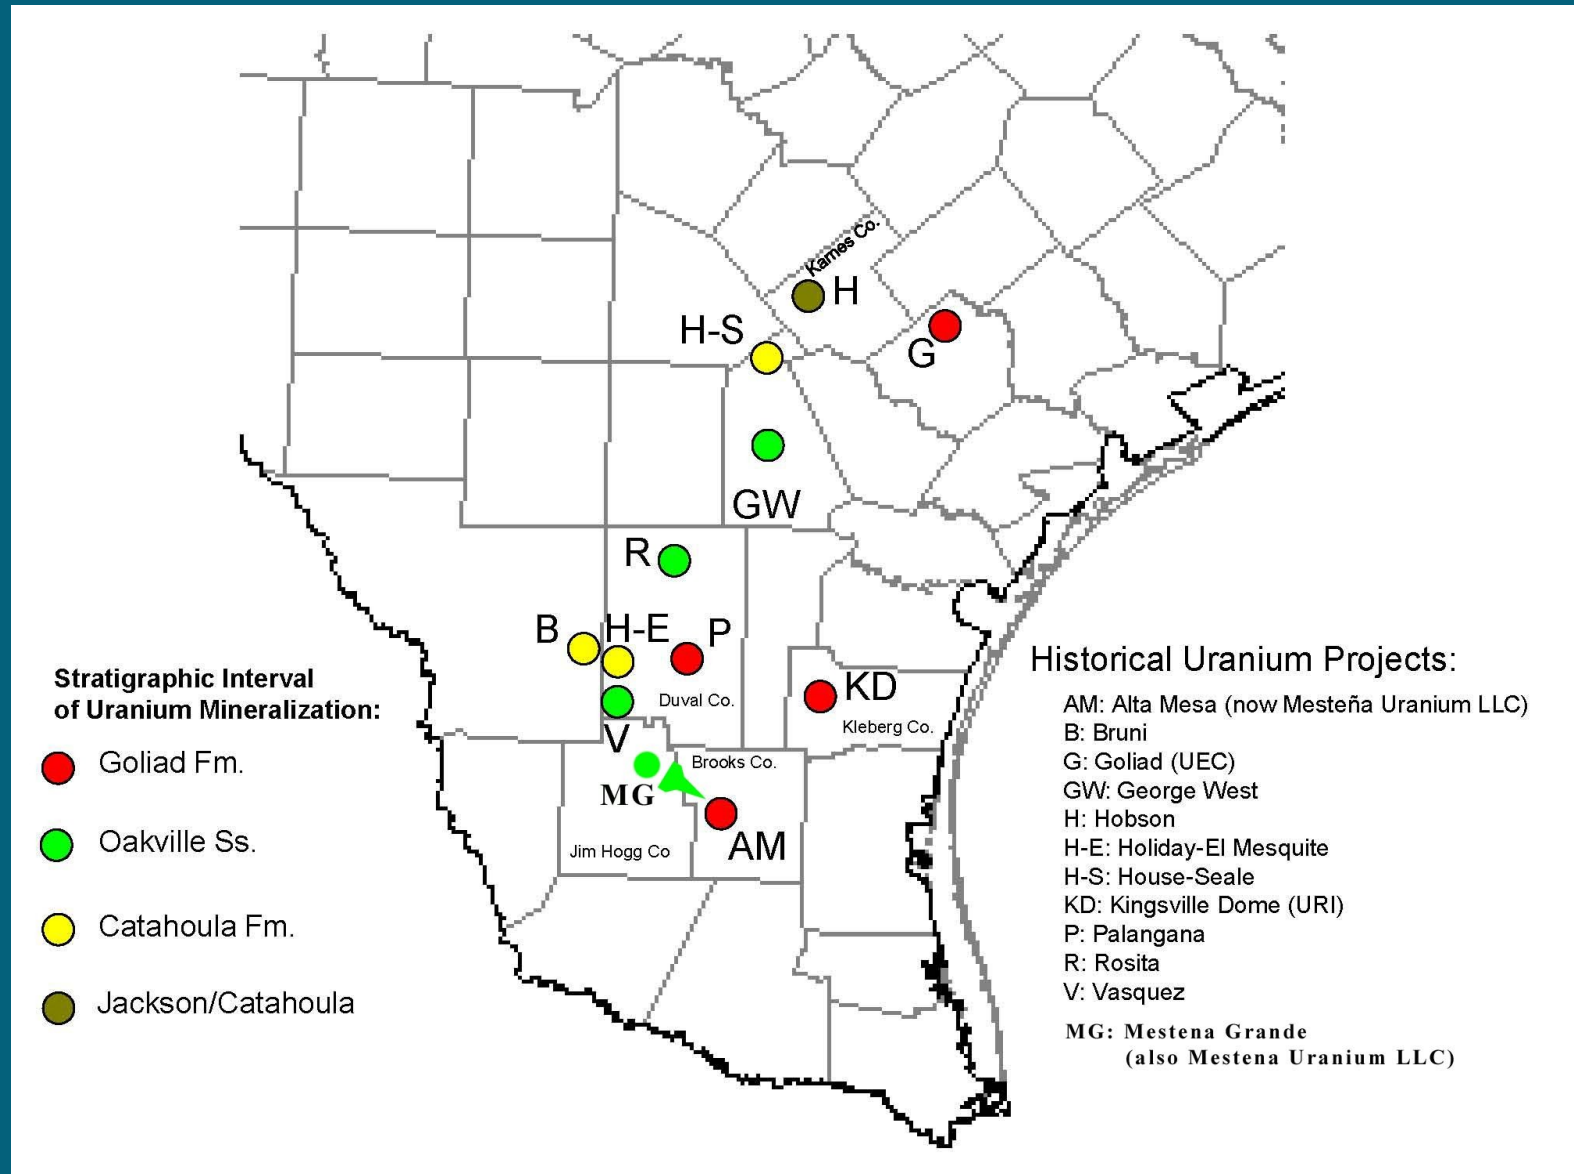 Karnes Co.
H
H-S
G
GW
R
B
H-E
P
Duval Co.
KD
Kleberg Co.
V
Brooks Co.
MG
AM
Jim Hogg Co
Stratigraphic Interval
of Uranium Mineralization:
Goliad Fm.
Oakville Ss.
Catahoula Fm.
Jackson/Catahoula
Historical Uranium Projects:
AM: Alta Mesa (now Mesteña Uranium LLC)
B: Bruni
G: Goliad (UEC)
GW: George West
H: Hobson
H-E: Holiday-El Mesquite
H-S: House-Seale
KD: Kingsville Dome (URI)
P: Palangana
R: Rosita
V: Vasquez
MG: Mestena Grande
(also Mestena Uranium LLC)